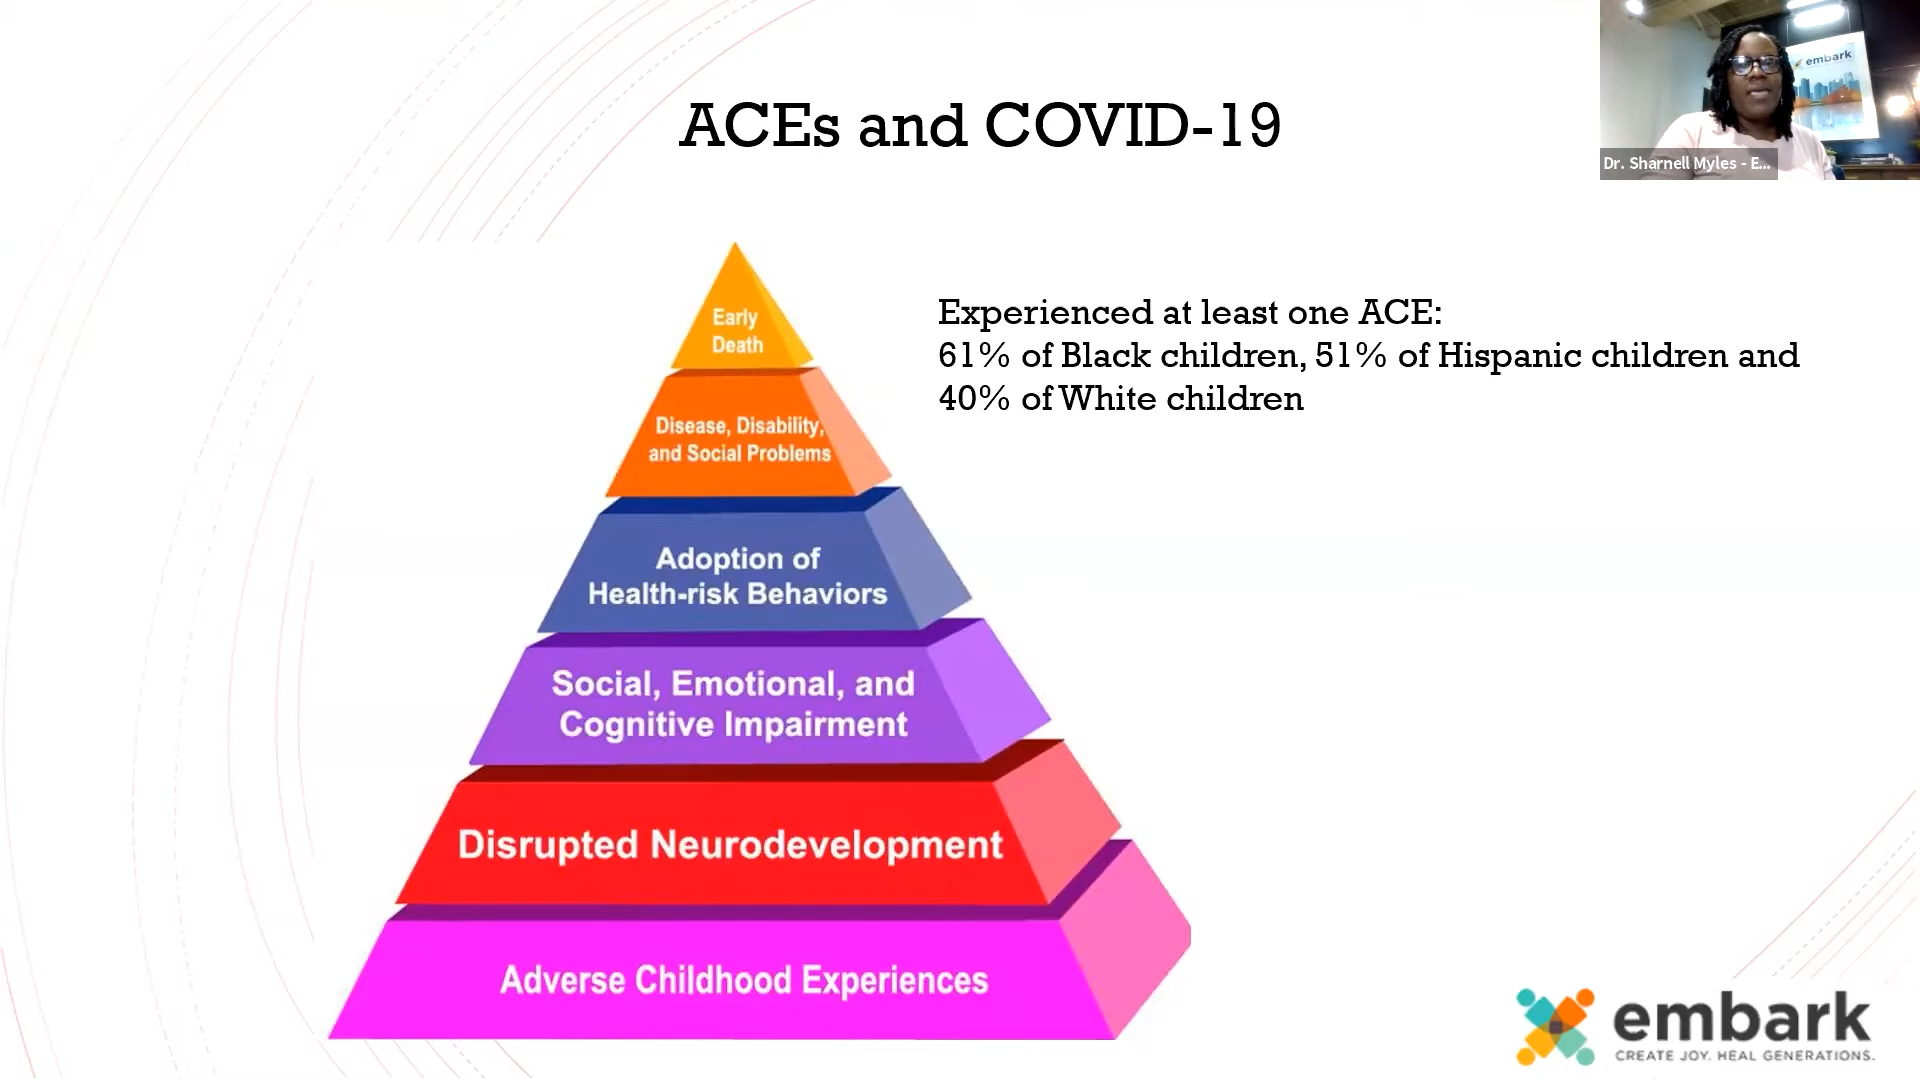 ACEs and COVID-19
embark
Dr. Sharnell Myles - E...
Early
Death
Disease, Disability,
and Social Problems
Adoption of
Health-risk Behaviors
Social, Emotional, and
Cognitive Impairment
Disrupted Neurodevelopment
Adverse Childhood Experiences
Experienced at least one ACE:
61% of Black children, 51% of Hispanic children and
40% of White children
embark
CREATE JOY. HEAL GENERATIONS.